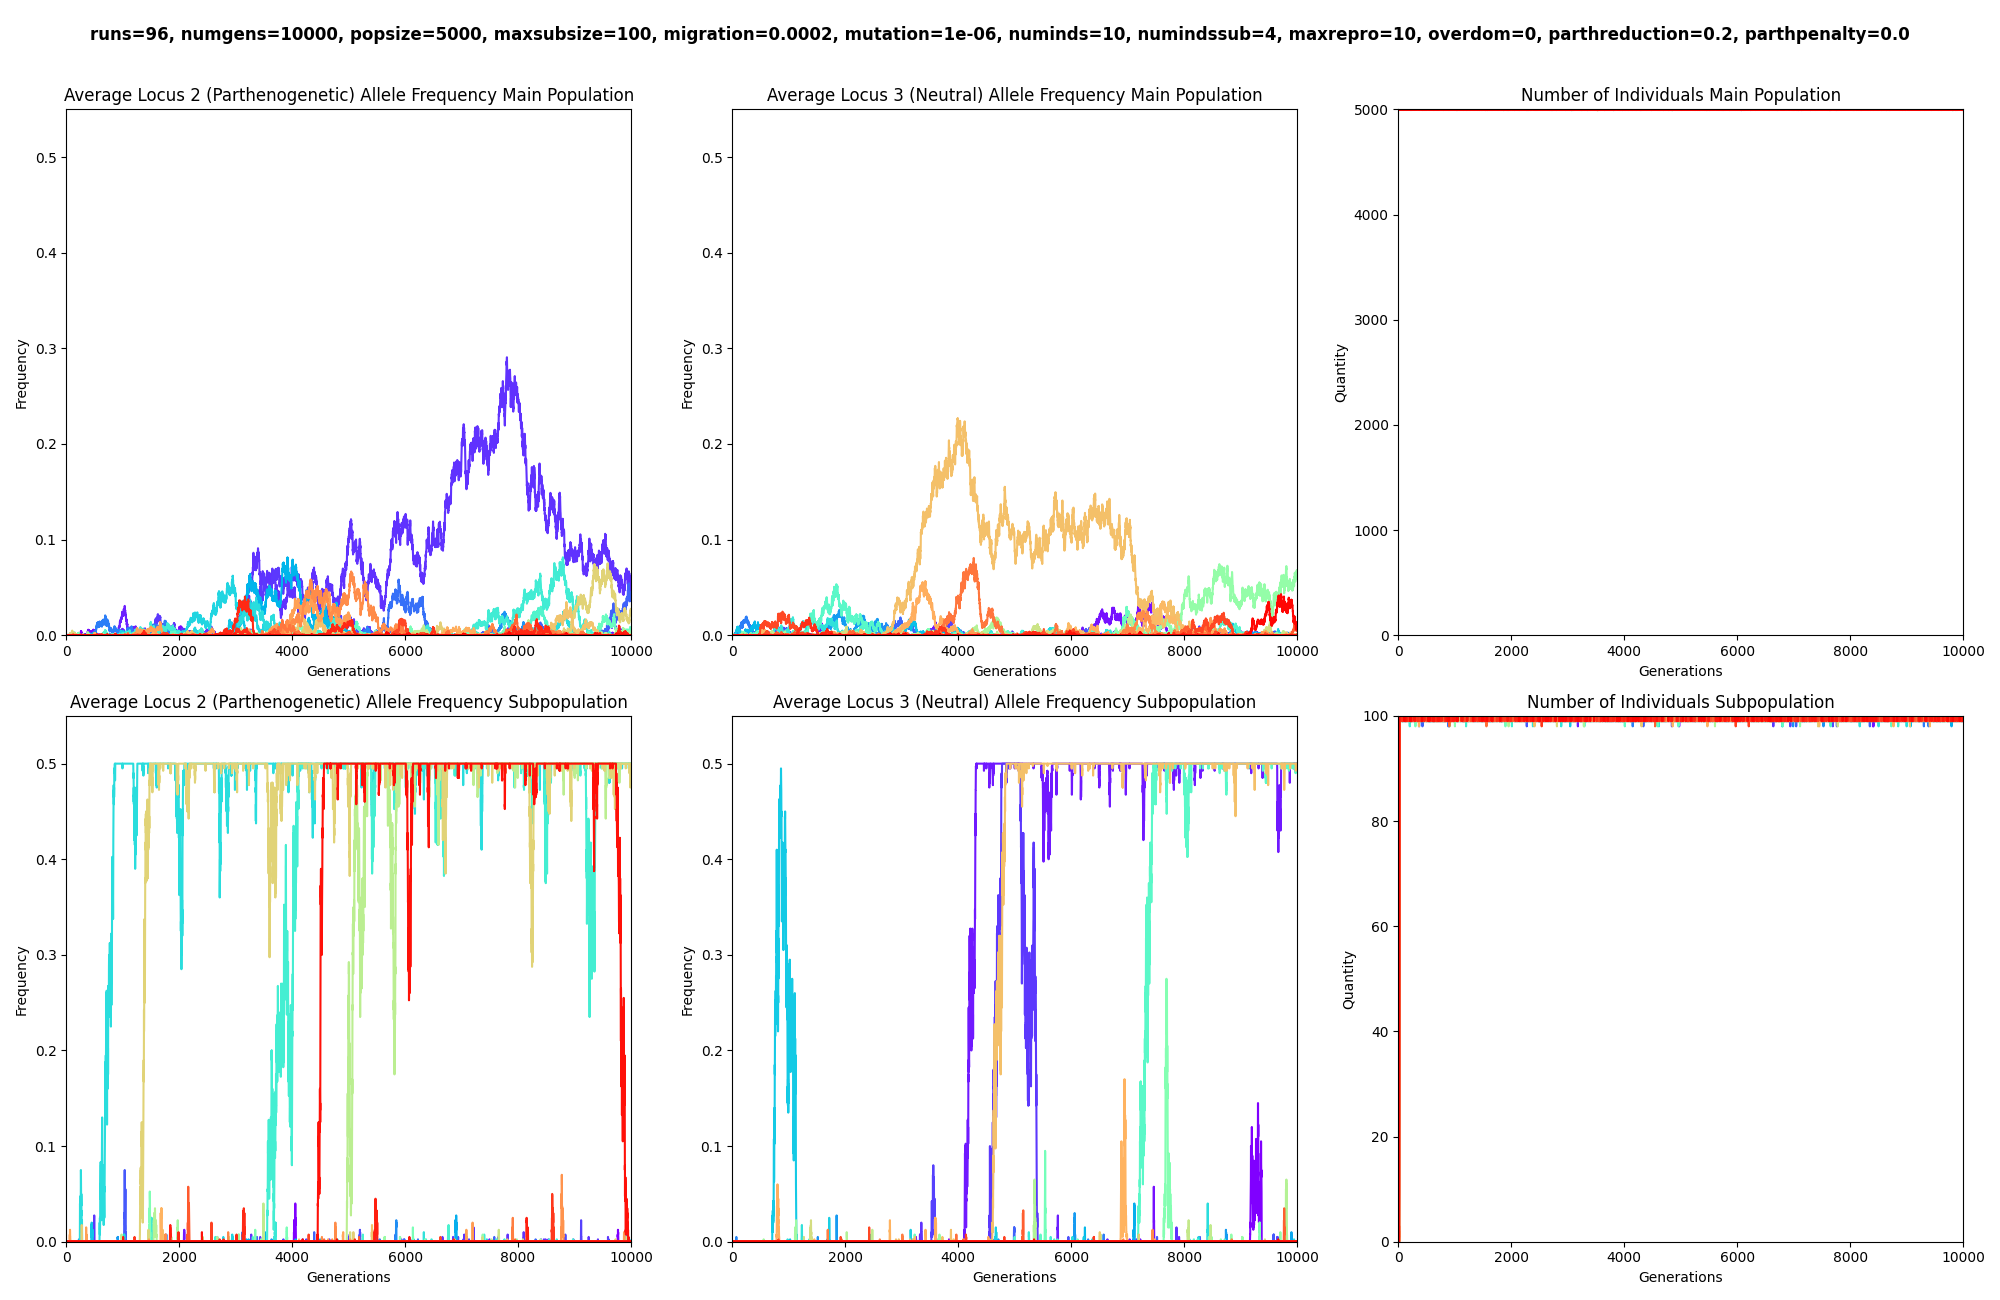 runs=96, numgens=10000, popsize=5000, maxsubsize=100, migration=0.0002, mutation=1e-06, numinds=10, numindssub=4, maxrepro=10, overdom=0, parthreduction=0.2, parthpenalty=0.0
Average Locus 2 (Parthenogenetic) Allele Frequency Main Population
Frequency
0.5
0.4
0.3
0.2
0.1
0.0
0 2000 4000 6000 8000 10000
Generations
Average Locus 3 (Neutral) Allele Frequency Main Population
Frequency
0.5
0.4
0.3
0.2
0.1
0.0
0 2000 4000 6000 8000 10000
Generations
Number of Individuals Main Population
Quantity
5000
4000
3000
2000
1000
0
0 2000 4000 6000 8000 10000
Generations
Average Locus 2 (Parthenogenetic) Allele Frequency Subpopulation
Frequency
0.5
0.4
0.3
0.2
0.1
0.0
0 2000 4000 6000 8000 10000
Generations
Average Locus 3 (Neutral) Allele Frequency Subpopulation
Frequency
0.5
0.4
0.3
0.2
0.1
0.0
0 2000 4000 6000 8000 10000
Generations
Number of Individuals Subpopulation
Quantity
100
80
60
40
20
0
0 2000 4000 6000 8000 10000
Generations